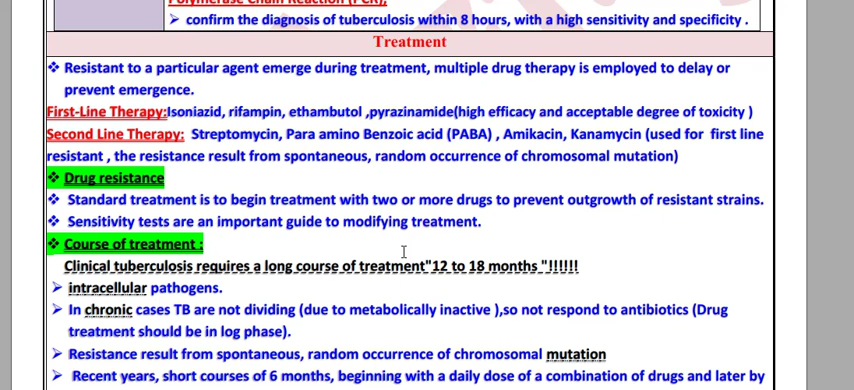 Polymerase Chain Reaction (PCR);
➢ confirm the diagnosis of tuberculosis within 8 hours, with a high sensitivity and specificity .
Treatment
❖ Resistant to a particular agent emerge during treatment, multiple drug therapy is employed to delay or
prevent emergence.
First-Line Therapy:Isoniazid, rifampin, ethambutol ,pyrazinamide(high efficacy and acceptable degree of toxicity )
Second Line Therapy: Streptomycin, Para amino Benzoic acid (PABA) , Amikacin, Kanamycin (used for first line
resistant , the resistance result from spontaneous, random occurrence of chromosomal mutation)
❖ Drug resistance
❖ Standard treatment is to begin treatment with two or more drugs to prevent outgrowth of resistant strains.
❖ Sensitivity tests are an important guide to modifying treatment.
❖ Course of treatment :
Clinical tuberculosis requires a long course of treatment"12 to 18 months "!!!!!!
➢ intracellular pathogens.
➢ In chronic cases TB are not dividing (due to metabolically inactive ),so not respond to antibiotics (Drug
treatment should be in log phase).
➢ Resistance result from spontaneous, random occurrence of chromosomal mutation
➢ Recent years, short courses of 6 months, beginning with a daily dose of a combination of drugs and later by